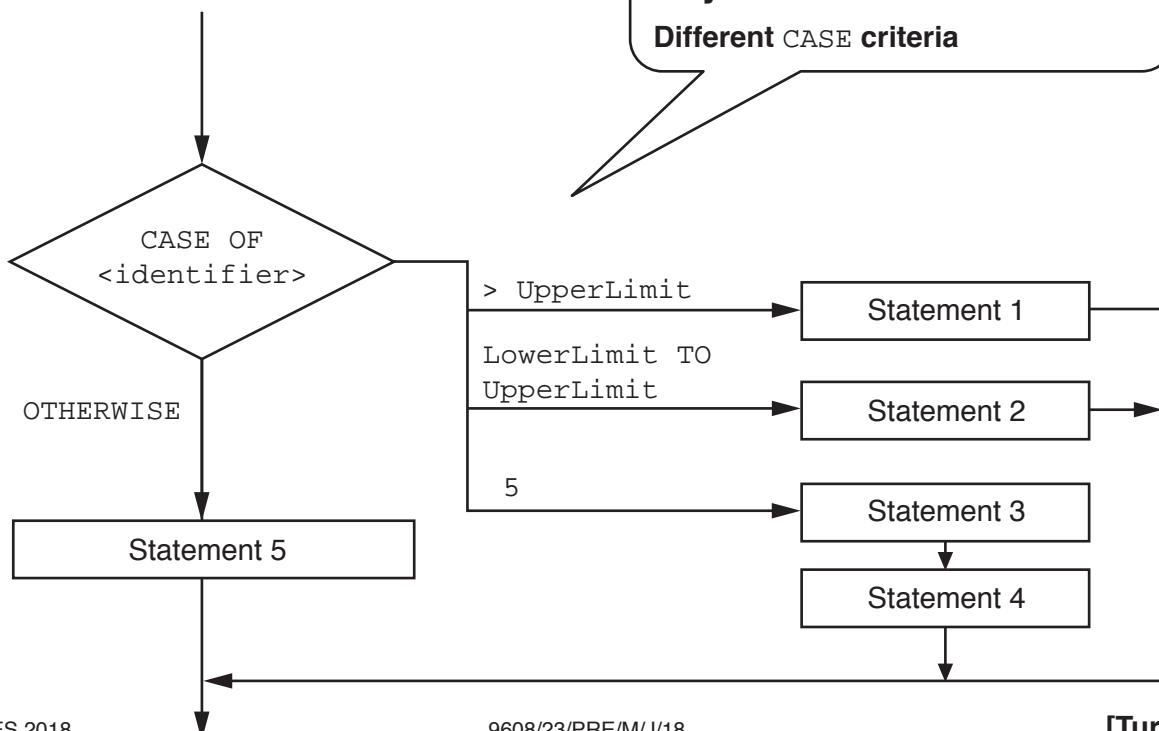 Different CASE criteria
CASE OF
<identifier>
> UpperLimit
Statement 1
LowerLimit TO
UpperLimit
OTHERWISE
Statement 2
5
Statement 3
Statement 5
Statement 4
9608/23/PRE/M/J/18
2018